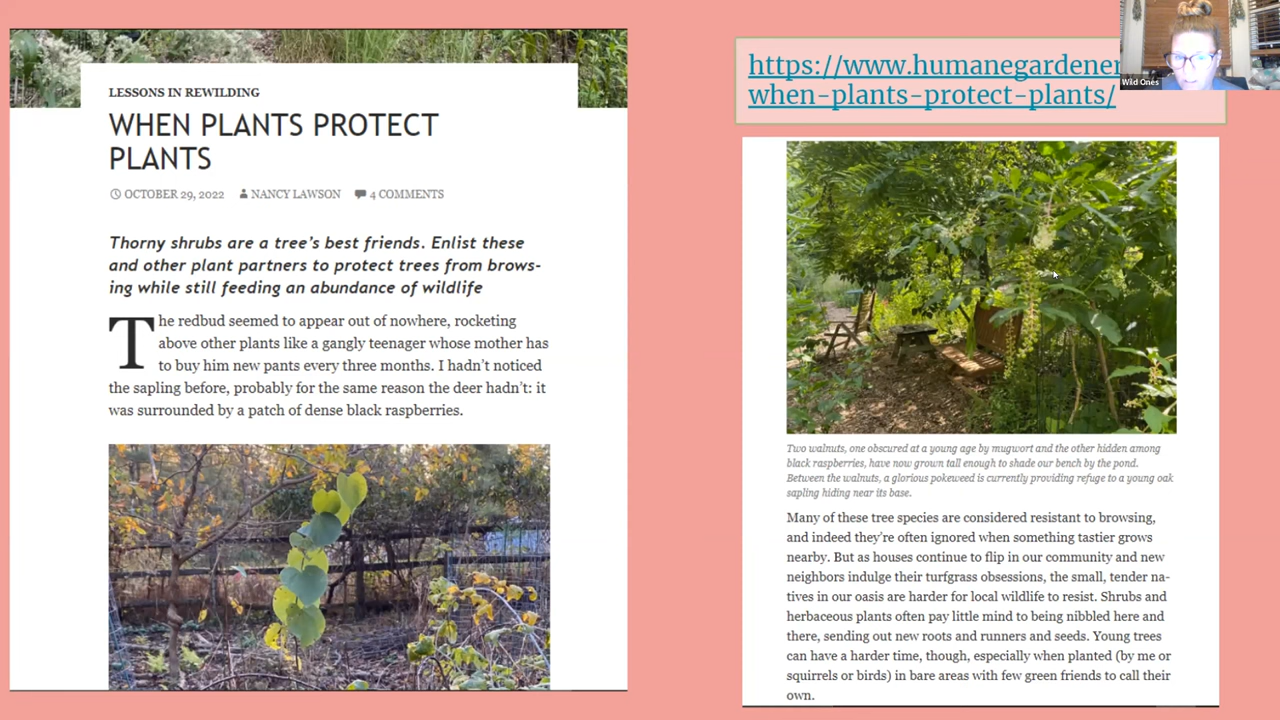 LESSONS IN REWILDING
WHEN PLANTS PROTECT
PLANTS
OCTOBER 29, 2022 NANCY LAWSON 4 COMMENTS
Thorny shrubs are a tree's best friends. Enlist these
and other plant partners to protect trees from brows-
ing while still feeding an abundance of wildlife
The redbud seemed to appear out of nowhere, rocketing
above other plants like a gangly teenager whose mother has
to buy him new pants every three months. I hadn't noticed
the sapling before, probably for the same reason the deer hadn't: it
was surrounded by a patch of dense black raspberries.
https://www.humanegardener
when-plants-protect-plants/
Wild Ones
Two walnuts, one obscured at a young age by mugwort and the other hidden among
black raspberries, have now grown tall enough to shade our bench by the pond.
Between the walnuts, a glorious pokeweed is currently providing refuge to a young oak
sapling hiding near its base.
Many of these tree species are considered resistant to browsing,
and indeed they're often ignored when something tastier grows
nearby. But as houses continue to flip in our community and new
neighbors indulge their turfgrass obsessions, the small, tender na-
tives in our oasis are harder for local wildlife to resist. Shrubs and
herbaceous plants often pay little mind to being nibbled here and
there, sending out new roots and runners and seeds. Young trees
can have a harder time, though, especially when planted (by me or
squirrels or birds) in bare areas with few green friends to call their
own.